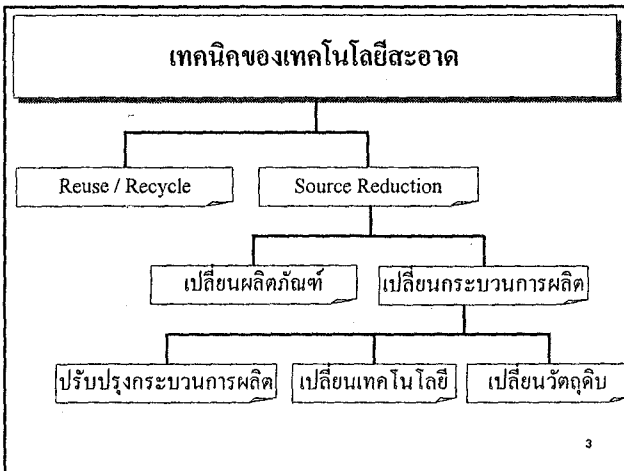 เทคนิคของเทคโนโลยีสะอาด
Reuse / Recycle
Source Reduction
เปลี่ยนผลิตภัณฑ์
เปลี่ยนกระบวนการผลิต
ปรับปรุงกระบวนการผลิต
เปลี่ยนเทคโนโลยี
เปลี่ยนวัตถุดิบ
3